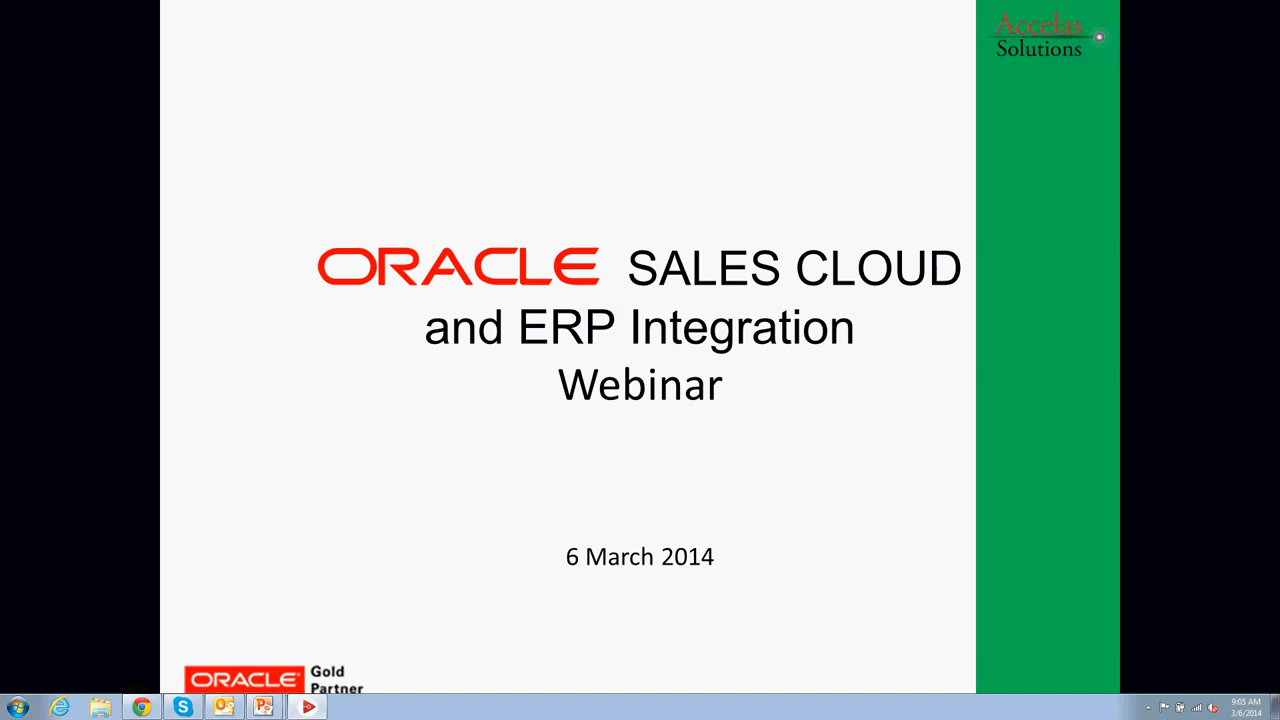 Accelas
Solutions
ORACLE SALES CLOUD
and ERP Integration
Webinar
6 March 2014
ORACLE Gold
Partner
9:05 AM
3/6/2014